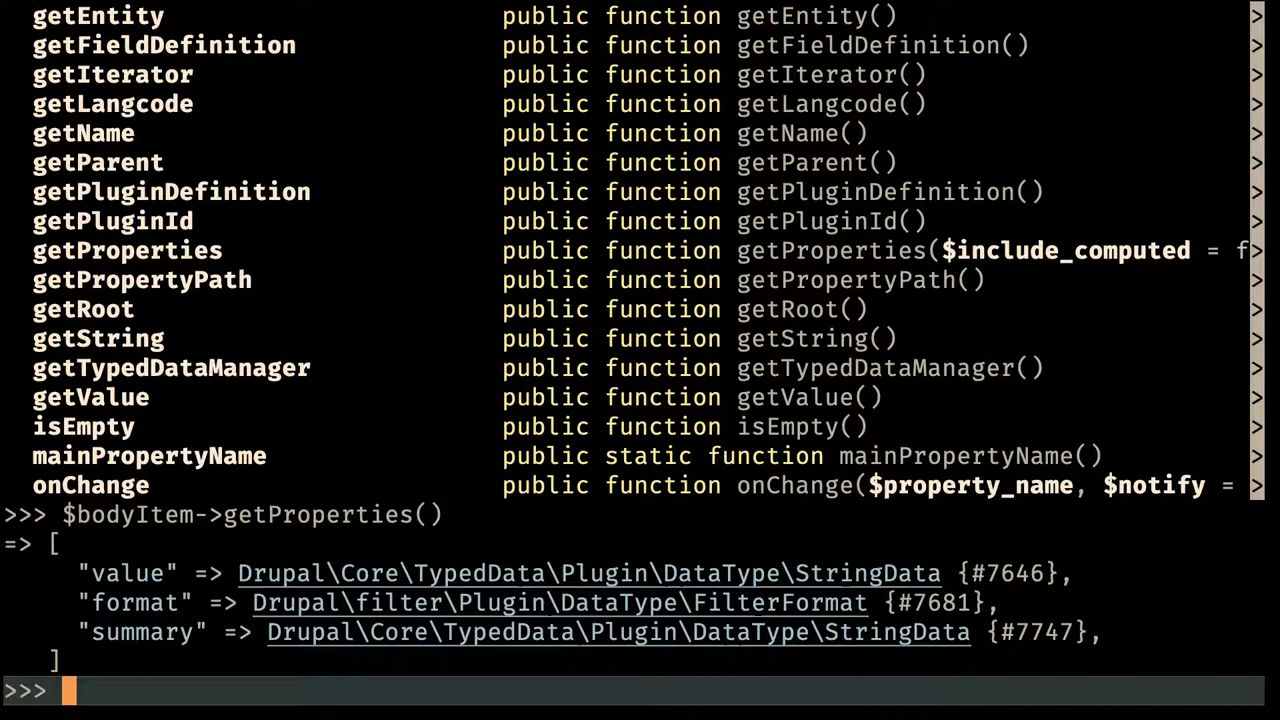 getEntity public function getEntity() >
getFieldDefinition public function getFieldDefinition() >
getIterator public function getIterator() >
getLangcode public function getLangcode() >
getName public function getName() >
getParent public function getParent() >
getPluginDefinition public function getPluginDefinition() >
getPluginId public function getPluginId() >
getProperties public function getProperties($include_computed = f>
getPropertyPath public function getPropertyPath() >
getRoot public function getRoot() >
getString public function getString() >
getTypedDataManager public function getTypedDataManager() >
getValue public function getValue() >
isEmpty public function isEmpty() >
mainPropertyName public static function mainPropertyName() >
onChange public function onChange($property_name, $notify = >
>>> $bodyItem->getProperties()
=> [
"value" => Drupal\Core\TypedData\Plugin\DataType\StringData {#7646},
"format" => Drupal\filter\Plugin\DataType\FilterFormat {#7681},
"summary" => Drupal\Core\TypedData\Plugin\DataType\StringData {#7747},
]
>>>